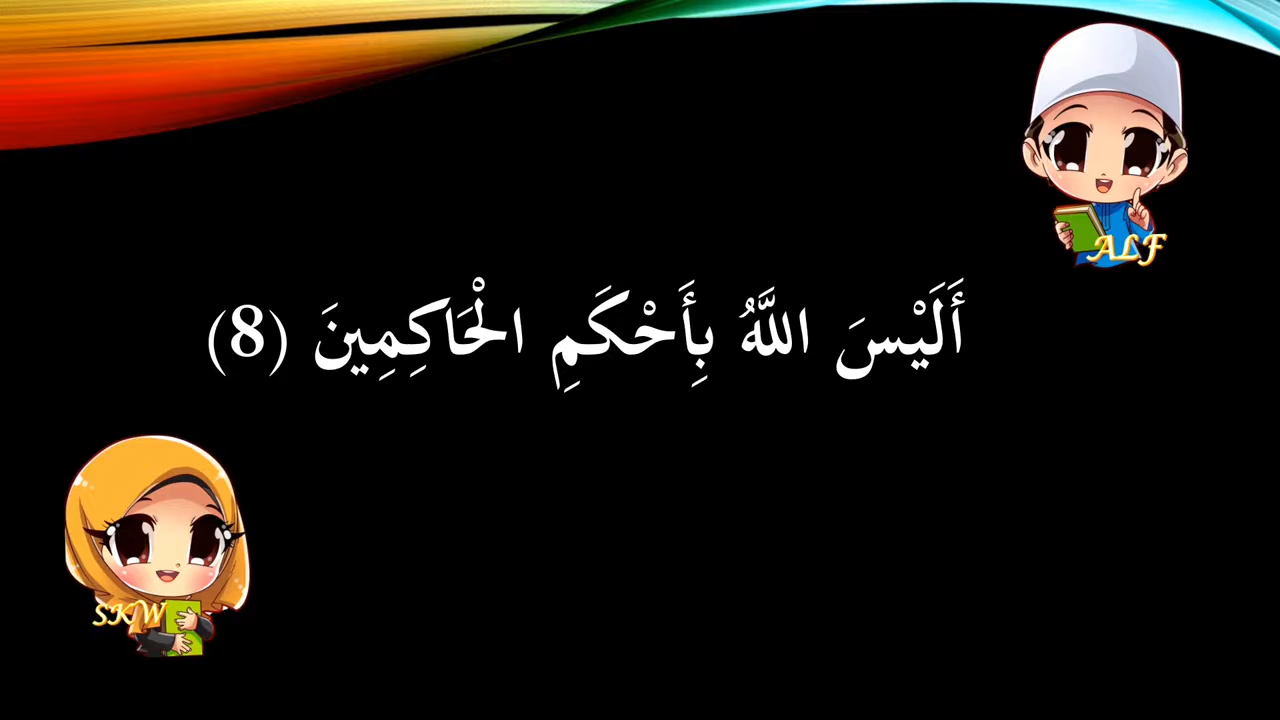 ALF
أَلَيْسَ اللَّهُ بِأَحْكَمِ الْحَاكِمِينَ (8)
SKW